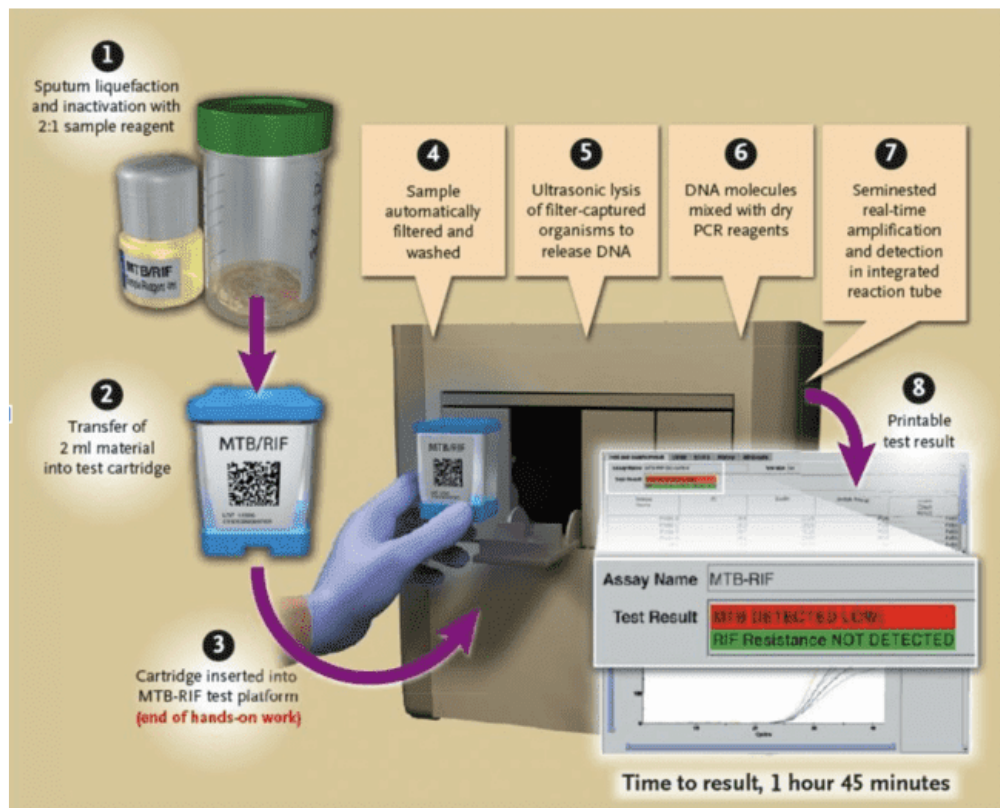 1
Sputum liquefaction
and inactivation with
2:1 sample reagent
MTB/RIF
4
Sample
automatically
filtered and
washed
5
Ultrasonic lysis
of filter-captured
organisms to
release DNA
6
DNA molecules
mixed with dry
PCR reagents
7
Seminested
real-time
amplification
and detection
in integrated
reaction tube
2
Transfer of
2 ml material
into test cartridge
MTB/RIF
MTB/RIF
8
Printable
test result
Assay Name
Test Result
Assay Name MTB-RIF
Test Result MTB DETECTED LOW
RIF Resistance NOT DETECTED
3
Cartridge inserted into
MTB-RIF test platform
(end of hands-on work)
Cycles
Time to result, 1 hour 45 minutes